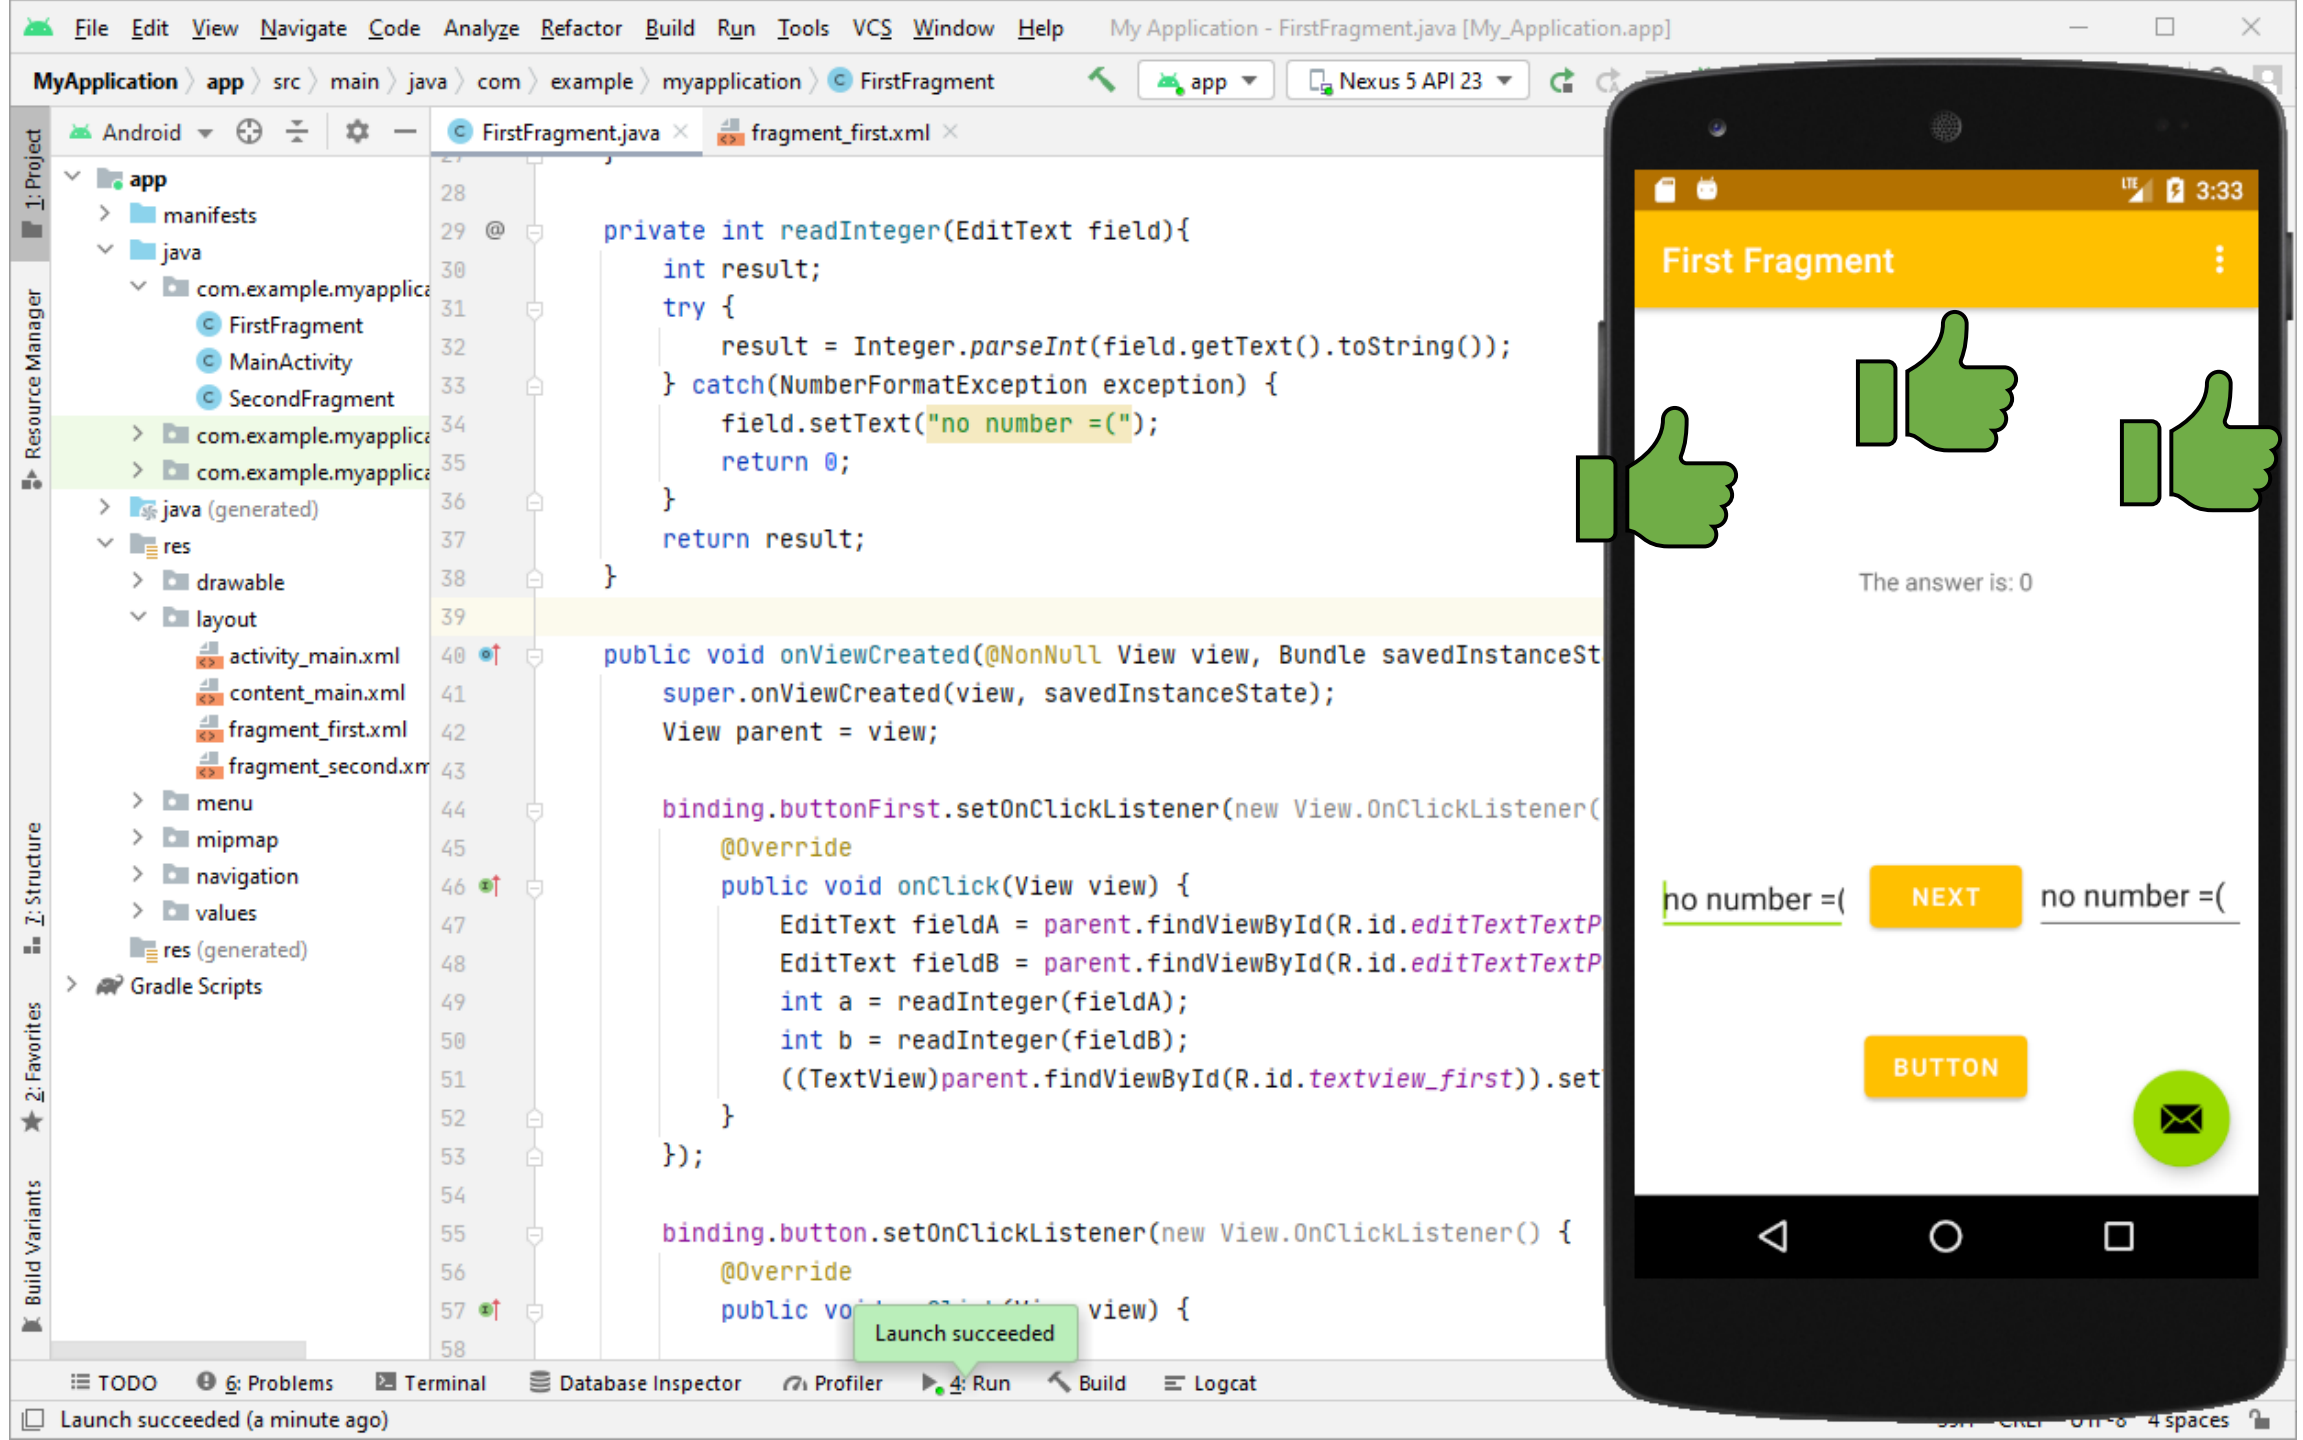 File Edit View Navigate Code Analyze Refactor Build Run Tools VCS Window Help My Application - FirstFragment.java [My_Application.app]
MyApplication app src main java com example myapplication FirstFragment app Nexus 5 API 23
1: Project
Resource Manager
7: Structure
2: Favorites
Build Variants
Android
app
manifests
java
com.example.myapplica
FirstFragment
MainActivity
SecondFragment
com.example.myapplica
com.example.myapplica
java (generated)
res
drawable
layout
activity_main.xml
content_main.xml
fragment_first.xml
fragment_second.xm
menu
mipmap
navigation
values
res (generated)
Gradle Scripts
FirstFragment.java fragment_first.xml
27 }
28
29 @ private int readInteger(EditText field){
30 int result;
31 try {
32 result = Integer.parseInt(field.getText().toString());
33 } catch(NumberFormatException exception) {
34 field.setText("no number =(");
35 return 0;
36 }
37 return result;
38 }
39
40 public void onViewCreated(@NonNull View view, Bundle savedInstanceSt
41 super.onViewCreated(view, savedInstanceState);
42 View parent = view;
43
44 binding.buttonFirst.setOnClickListener(new View.OnClickListener(
45 @Override
46 public void onClick(View view) {
47 EditText fieldA = parent.findViewById(R.id.editTextTextP
48 EditText fieldB = parent.findViewById(R.id.editTextTextP
49 int a = readInteger(fieldA);
50 int b = readInteger(fieldB);
51 ((TextView)parent.findViewById(R.id.textview_first)).set
52 }
53 });
54
55 binding.button.setOnClickListener(new View.OnClickListener() {
56 @Override
57 public vo view) {
58
Launch succeeded
LTE 3:33
First Fragment
The answer is: 0
no number =( NEXT no number =(
BUTTON
TODO 6: Problems Terminal Database Inspector Profiler 4: Run Build Logcat
Launch succeeded (a minute ago) CRLF UTF-8 4 spaces